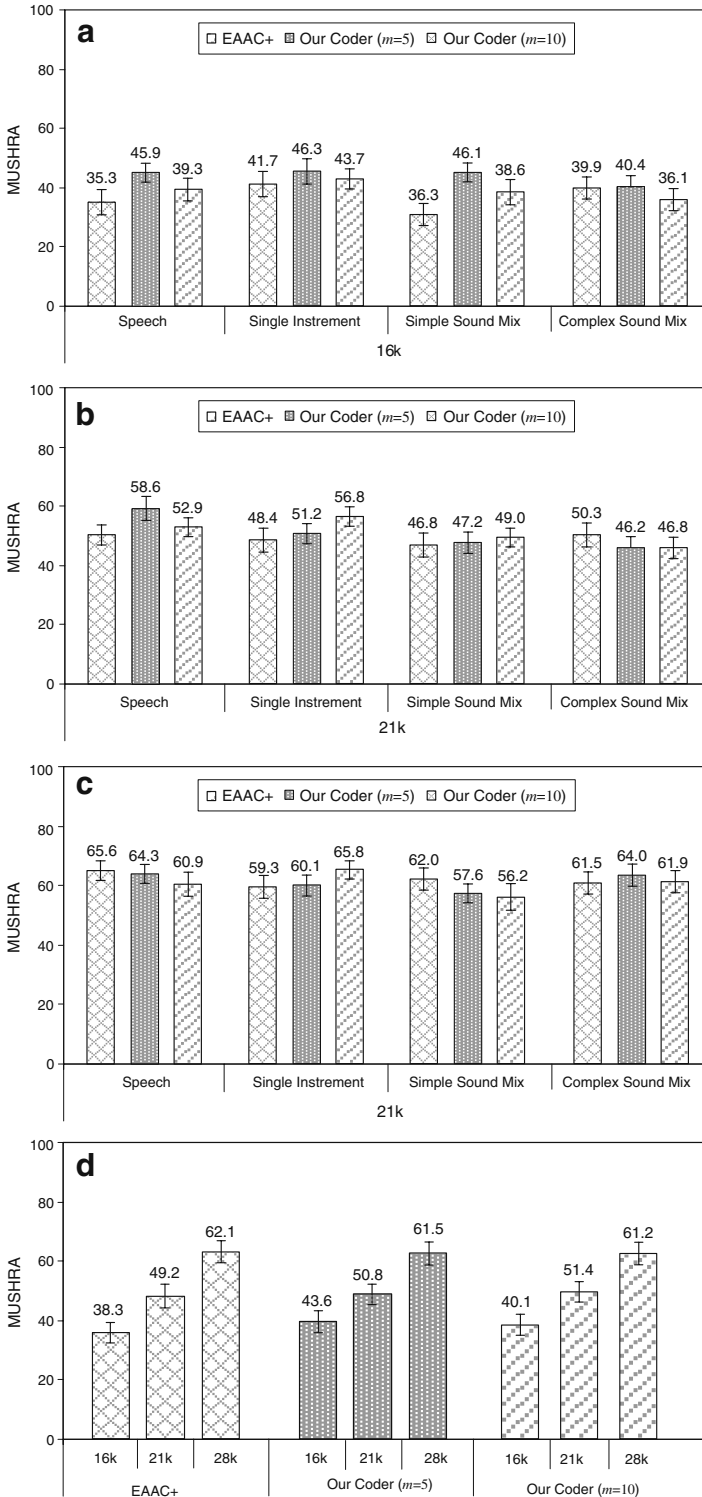 a
EAAC+ Our Coder (m=5) Our Coder (m=10)
MUSHRA
100
80
60
40
20
0
35.3 45.9 39.3 41.7 46.3 43.7 36.3 46.1 38.6 39.9 40.4 36.1
Speech Single Instrement Simple Sound Mix Complex Sound Mix
16k
b
EAAC+ Our Coder (m=5) Our Coder (m=10)
MUSHRA
100
80
60
40
20
0
58.6 52.9 48.4 51.2 56.8 46.8 47.2 49.0 50.3 46.2 46.8
Speech Single Instrement Simple Sound Mix Complex Sound Mix
21k
c
EAAC+ Our Coder (m=5) Our Coder (m=10)
MUSHRA
100
80
60
40
20
0
65.6 64.3 60.9 59.3 60.1 65.8 62.0 57.6 56.2 61.5 64.0 61.9
Speech Single Instrement Simple Sound Mix Complex Sound Mix
21k
d
MUSHRA
100
80
60
40
20
0
38.3 49.2 62.1 43.6 50.8 61.5 40.1 51.4 61.2
16k 21k 28k 16k 21k 28k 16k 21k 28k
EAAC+ Our Coder (m=5) Our Coder (m=10)